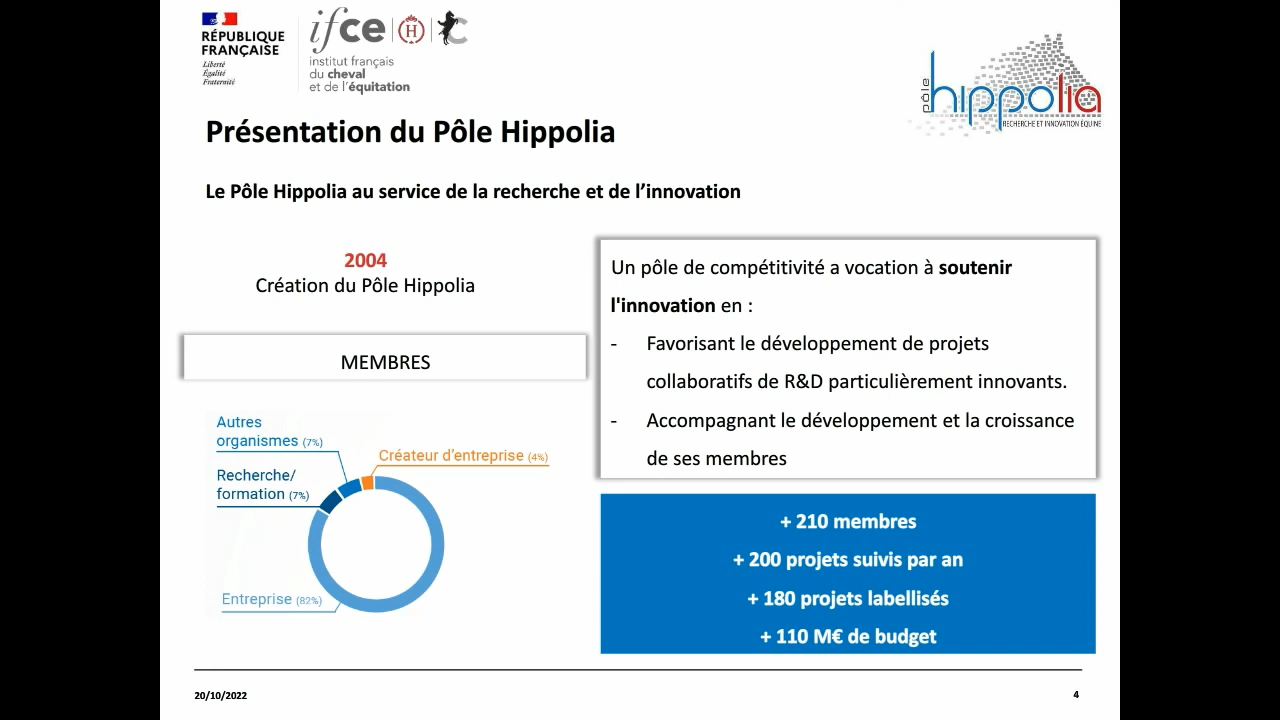 RÉPUBLIQUE
FRANÇAISE
Liberté
Égalité
Fraternité
ifce
H
institut français
du cheval
et de l'équitation
pôle
hippolia
RECHERCHE ET INNOVATION ÉQUINE
Présentation du Pôle Hippolia
Le Pôle Hippolia au service de la recherche et de l’innovation
2004
Création du Pôle Hippolia
MEMBRES
Autres
organismes (7%)
Créateur d’entreprise (4%)
Recherche/
formation (7%)
Entreprise (82%)
Un pôle de compétitivité a vocation à soutenir
l'innovation en :
- Favorisant le développement de projets
collaboratifs de R&D particulièrement innovants.
- Accompagnant le développement et la croissance
de ses membres
+ 210 membres
+ 200 projets suivis par an
+ 180 projets labellisés
+ 110 M€ de budget
20/10/2022
4